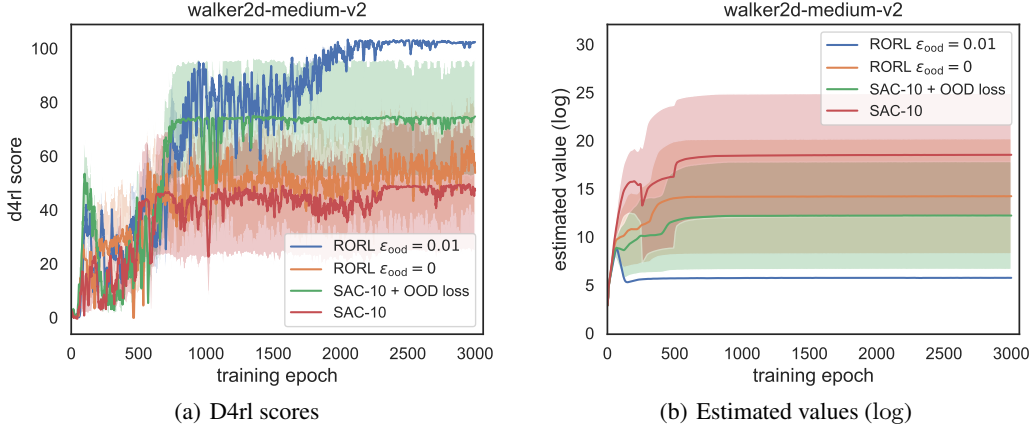 walker2d-medium-v2
100
80
60
40
20
0
d4rl score
0 500 1000 1500 2000 2500 3000
training epoch
RORL ε_ood = 0.01
RORL ε_ood = 0
SAC-10 + OOD loss
SAC-10
(a) D4rl scores
walker2d-medium-v2
30
25
20
15
10
5
0
estimated value (log)
0 500 1000 1500 2000 2500 3000
training epoch
RORL ε_ood = 0.01
RORL ε_ood = 0
SAC-10 + OOD loss
SAC-10
(b) Estimated values (log)